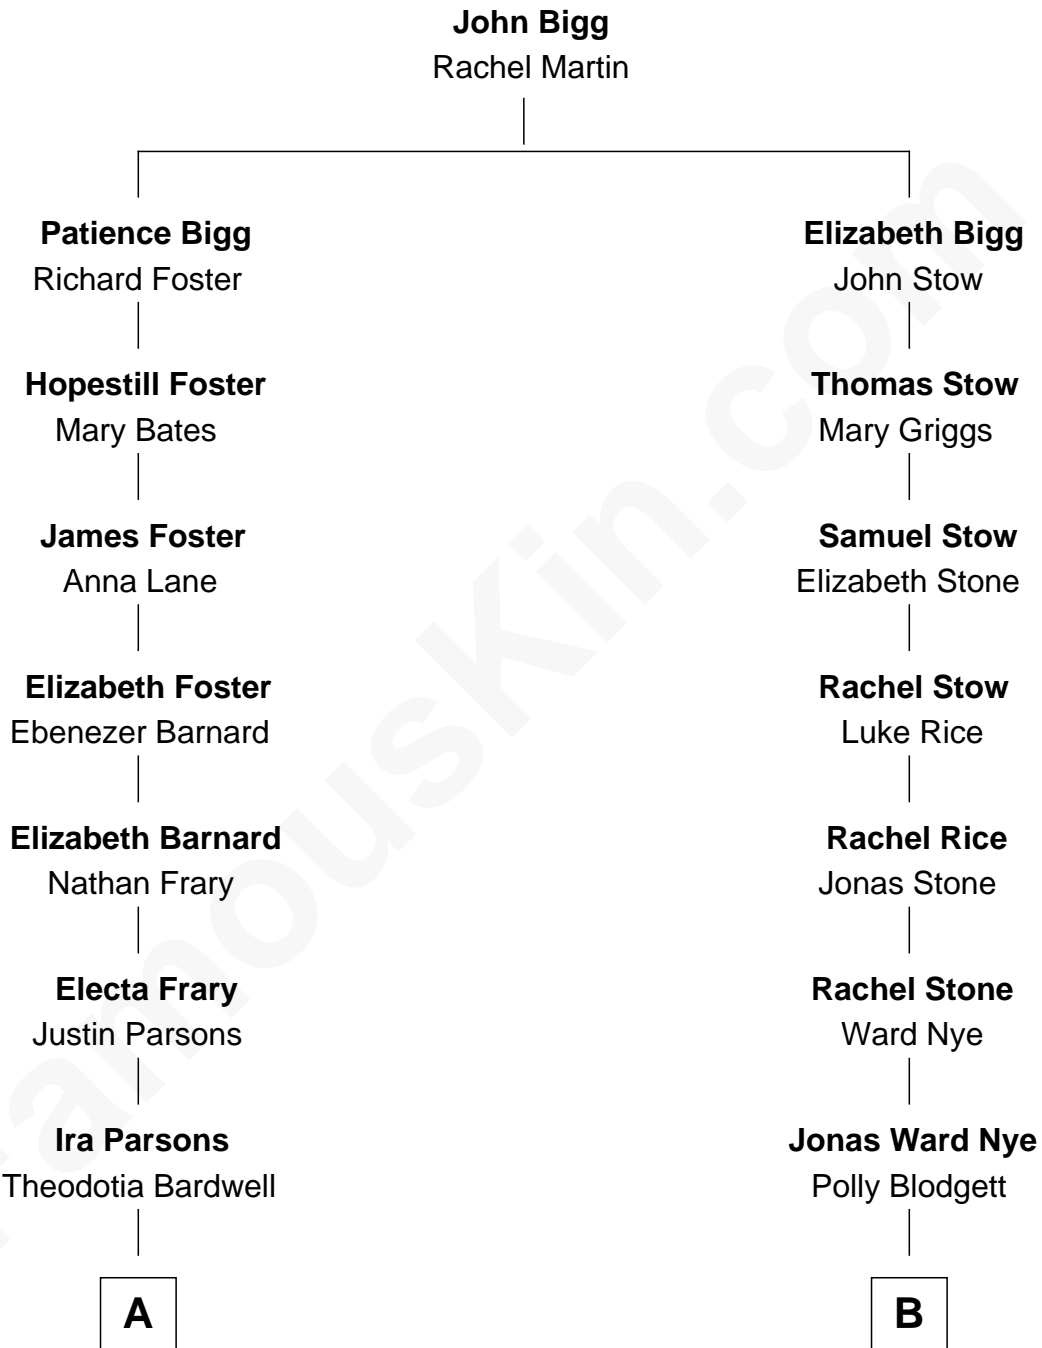 John Bigg
Rachel Martin
Patience Bigg
Richard Foster
Elizabeth Bigg
John Stow
Hopestill Foster
Mary Bates
Thomas Stow
Mary Griggs
James Foster
Anna Lane
Samuel Stow
Elizabeth Stone
Elizabeth Foster
Ebenezer Barnard
Rachel Stow
Luke Rice
Elizabeth Barnard
Nathan Frary
Rachel Rice
Jonas Stone
Electa Frary
Justin Parsons
Rachel Stone
Ward Nye
Ira Parsons
Theodotia Bardwell
Jonas Ward Nye
Polly Blodgett
A
B
FamousKin.com